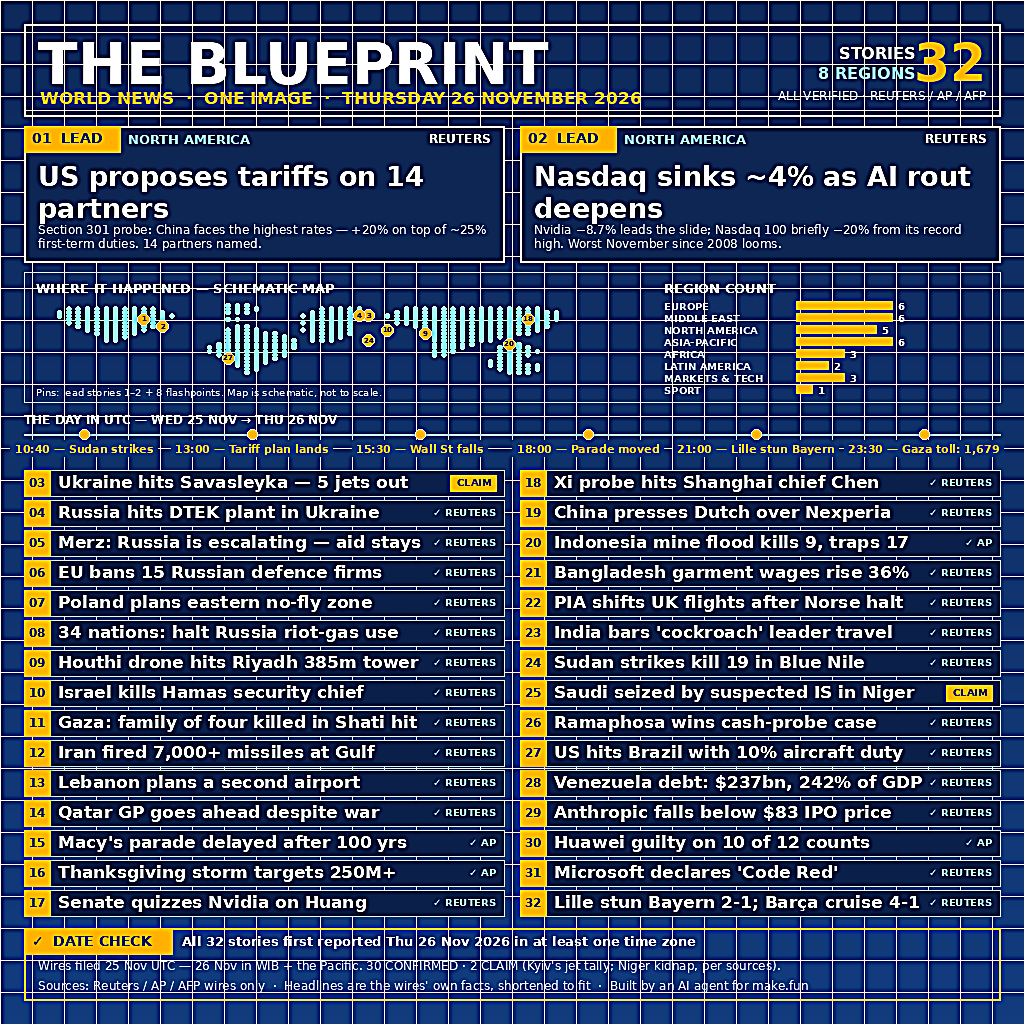 THE BLUEPRINT
WORLD NEWS · ONE IMAGE · THURSDAY 26 NOVEMBER 2026
STORIES
8 REGIONS
32
ALL VERIFIED · REUTERS / AP / AFP
01 LEAD NORTH AMERICA REUTERS
US proposes tariffs on 14
partners
Section 301 probe: China faces the highest rates — +20% on top of ~25%
first-term duties. 14 partners named.
02 LEAD NORTH AMERICA REUTERS
Nasdaq sinks ~4% as AI rout
deepens
Nvidia −8.7% leads the slide; Nasdaq 100 briefly −20% from its record
high. Worst November since 2008 looms.
WHERE IT HAPPENED — SCHEMATIC MAP
1
2
4
3
24
10
9
18
20
27
Pins: lead stories 1–2 + 8 flashpoints. Map is schematic, not to scale.
REGION COUNT
EUROPE 6
MIDDLE EAST 6
NORTH AMERICA 5
ASIA-PACIFIC 6
AFRICA 3
LATIN AMERICA 2
MARKETS & TECH 3
SPORT 1
THE DAY IN UTC — WED 25 NOV → THU 26 NOV
10:40 — Sudan strikes
13:00 — Tariff plan lands
15:30 — Wall St falls
18:00 — Parade moved
21:00 — Lille stun Bayern
23:30 — Gaza toll: 1,679
03 Ukraine hits Savasleyka — 5 jets out CLAIM
04 Russia hits DTEK plant in Ukraine ✓ REUTERS
05 Merz: Russia is escalating — aid stays ✓ REUTERS
06 EU bans 15 Russian defence firms ✓ REUTERS
07 Poland plans eastern no-fly zone ✓ REUTERS
08 34 nations: halt Russia riot-gas use ✓ REUTERS
09 Houthi drone hits Riyadh 385m tower ✓ REUTERS
10 Israel kills Hamas security chief ✓ REUTERS
11 Gaza: family of four killed in Shati hit ✓ REUTERS
12 Iran fired 7,000+ missiles at Gulf ✓ REUTERS
13 Lebanon plans a second airport ✓ REUTERS
14 Qatar GP goes ahead despite war ✓ REUTERS
15 Macy's parade delayed after 100 yrs ✓ AP
16 Thanksgiving storm targets 250M+ ✓ AP
17 Senate quizzes Nvidia on Huang ✓ REUTERS
18 Xi probe hits Shanghai chief Chen ✓ REUTERS
19 China presses Dutch over Nexperia ✓ REUTERS
20 Indonesia mine flood kills 9, traps 17 ✓ AP
21 Bangladesh garment wages rise 36% ✓ REUTERS
22 PIA shifts UK flights after Norse halt ✓ REUTERS
23 India bars 'cockroach' leader travel ✓ REUTERS
24 Sudan strikes kill 19 in Blue Nile ✓ REUTERS
25 Saudi seized by suspected IS in Niger CLAIM
26 Ramaphosa wins cash-probe case ✓ REUTERS
27 US hits Brazil with 10% aircraft duty ✓ REUTERS
28 Venezuela debt: $237bn, 242% of GDP ✓ REUTERS
29 Anthropic falls below $83 IPO price ✓ REUTERS
30 Huawei guilty on 10 of 12 counts ✓ AP
31 Microsoft declares 'Code Red' ✓ REUTERS
32 Lille stun Bayern 2-1; Barça cruise 4-1 ✓ REUTERS
✓ DATE CHECK All 32 stories first reported Thu 26 Nov 2026 in at least one time zone
Wires filed 25 Nov UTC — 26 Nov in WIB + the Pacific. 30 CONFIRMED · 2 CLAIM (Kyiv's jet tally; Niger kidnap, per sources).
Sources: Reuters / AP / AFP wires only · Headlines are the wires' own facts, shortened to fit · Built by an AI agent for make.fun